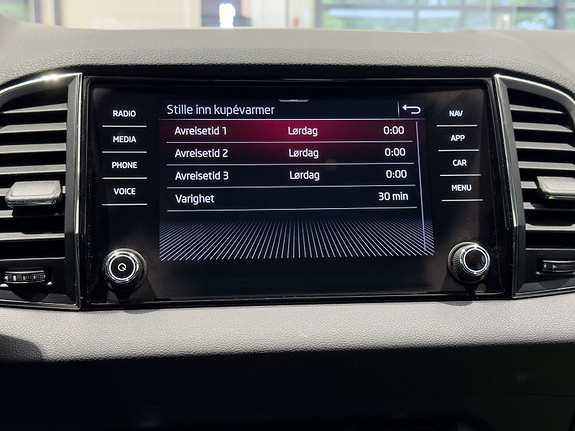 Stille inn kupévarmer
Avreisetid 1 Lørdag 0:00
Avreisetid 2 Lørdag 0:00
Avreisetid 3 Lørdag 0:00
Varighet 30 min
RADIO
MEDIA
PHONE
VOICE
NAV
APP
CAR
MENU